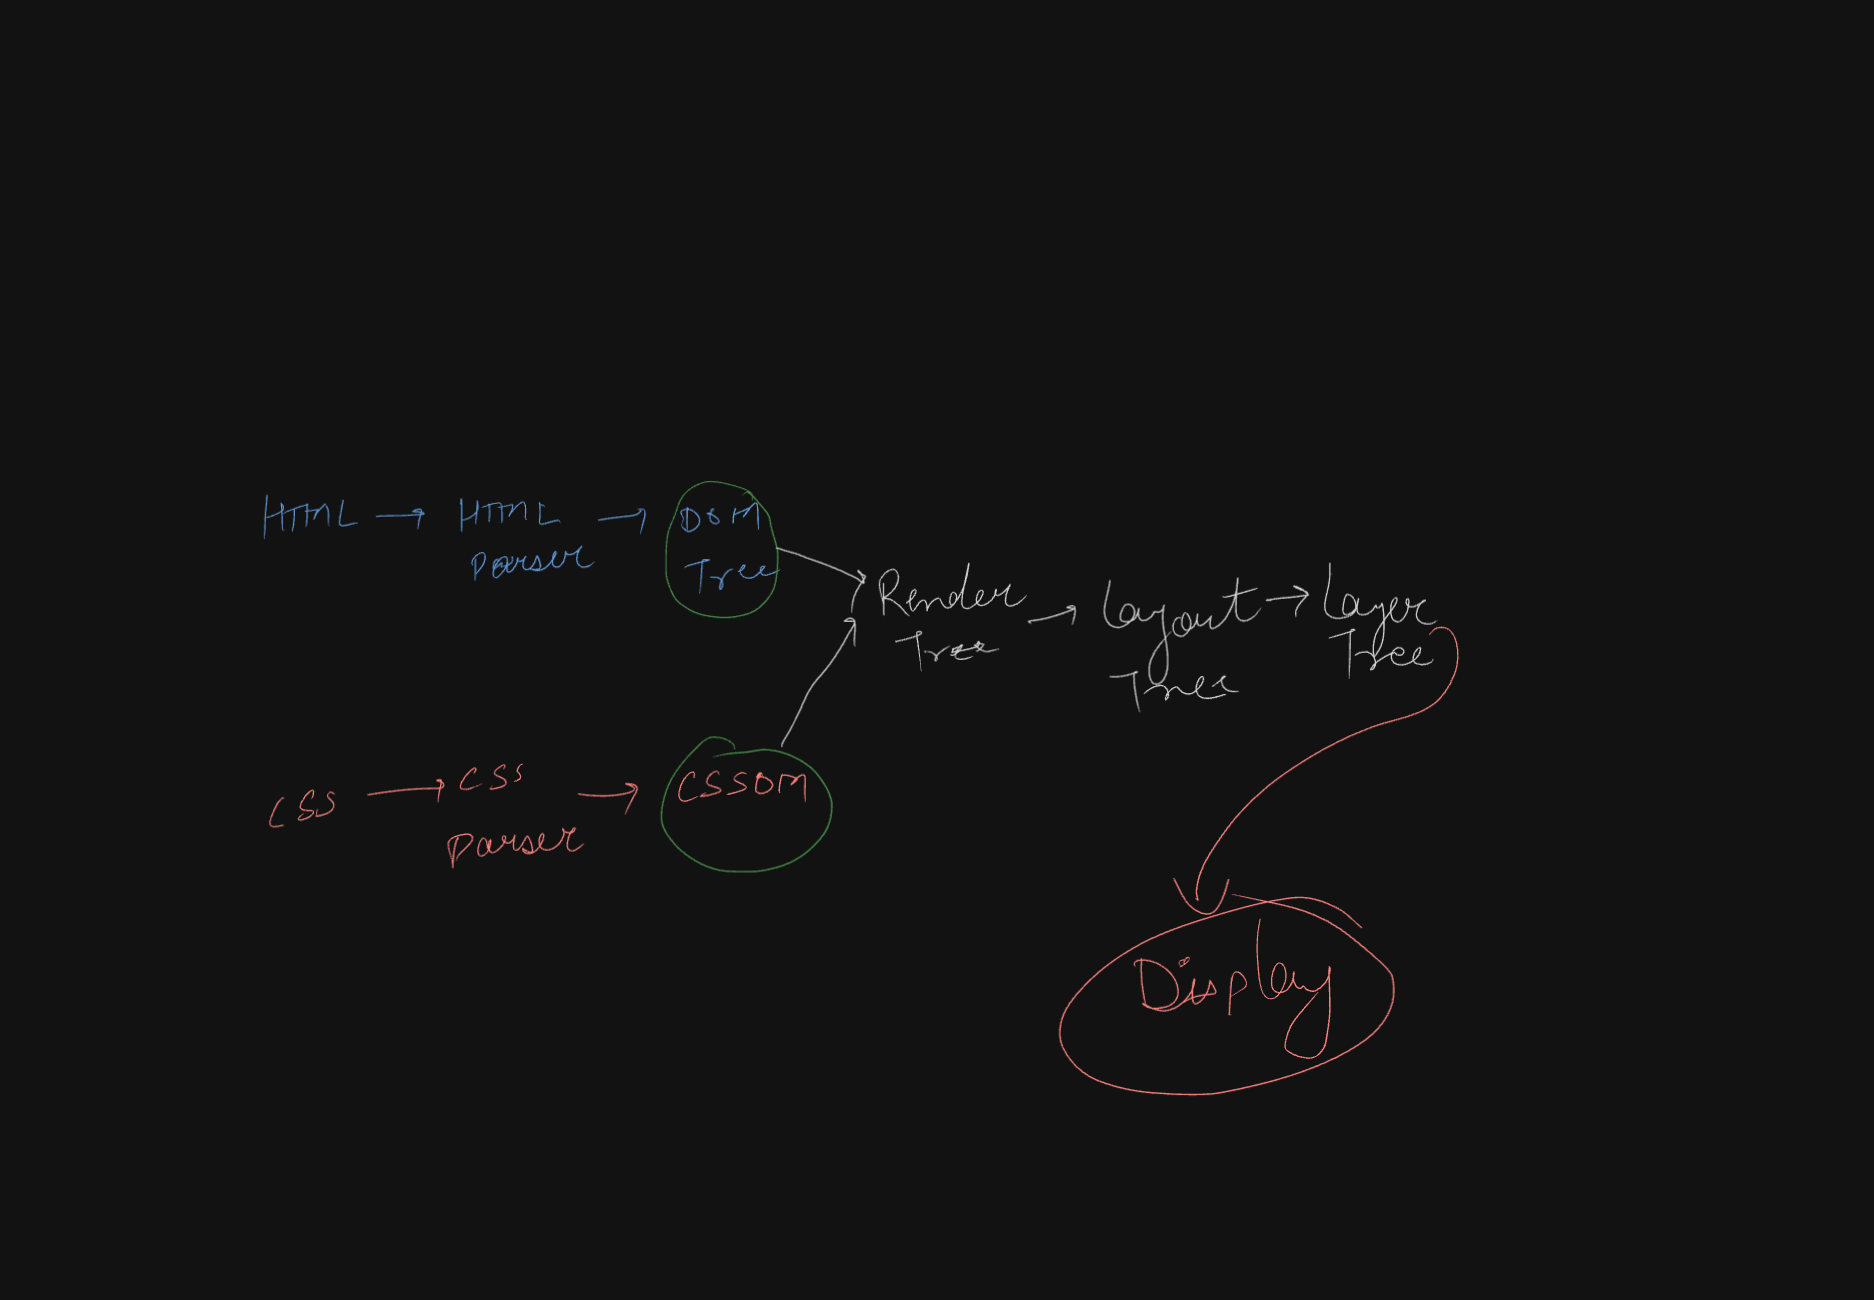 HTML → HTML Parser → DOM Tree
Render Tree → Layout Tree → Layer Tree
CSS → CSS Parser → CSSOM
Display